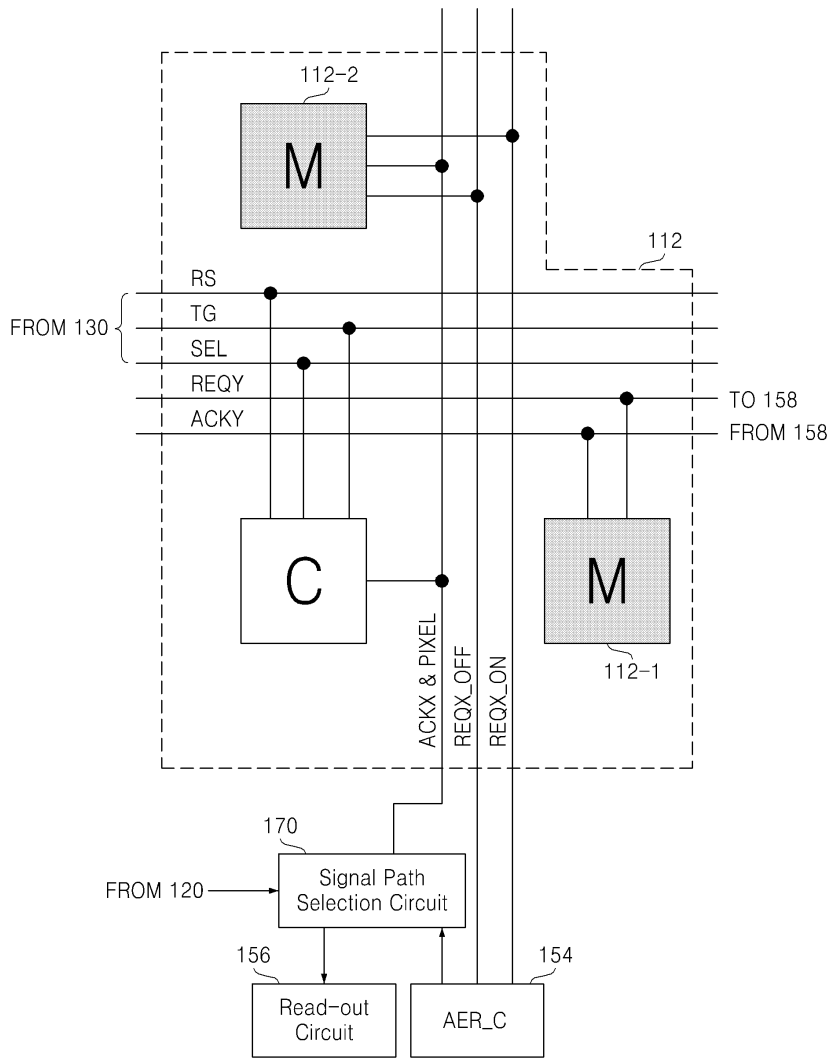 112-2
M
112
RS
FROM 130
TG
SEL
REQY
TO 158
ACKY
FROM 158
C
M
112-1
ACKX & PIXEL
REQX_OFF
REQX_ON
170
FROM 120
Signal Path
Selection Circuit
156
154
Read-out
Circuit
AER_C